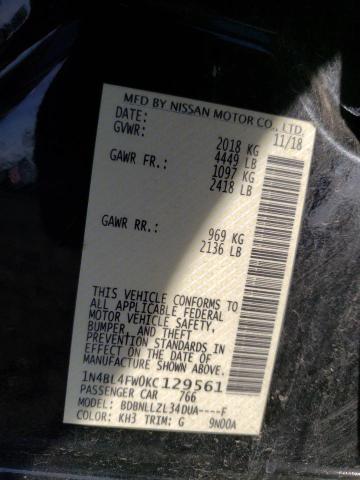 MFD BY NISSAN MOTOR CO., LTD.
DATE: 11/18
GVWR: 2018 KG
4449 LB
GAWR FR.: 1097 KG
2418 LB
GAWR RR.: 969 KG
2136 LB
THIS VEHICLE CONFORMS TO
ALL APPLICABLE FEDERAL
MOTOR VEHICLE SAFETY,
BUMPER, AND THEFT
PREVENTION STANDARDS IN
EFFECT ON THE DATE OF
MANUFACTURE SHOWN ABOVE.
1N4BL4FW0KC129561
PASSENGER CAR 766
MODEL: BDBNLLZL34DUA----F
COLOR: KH3 TRIM: G 9N00A